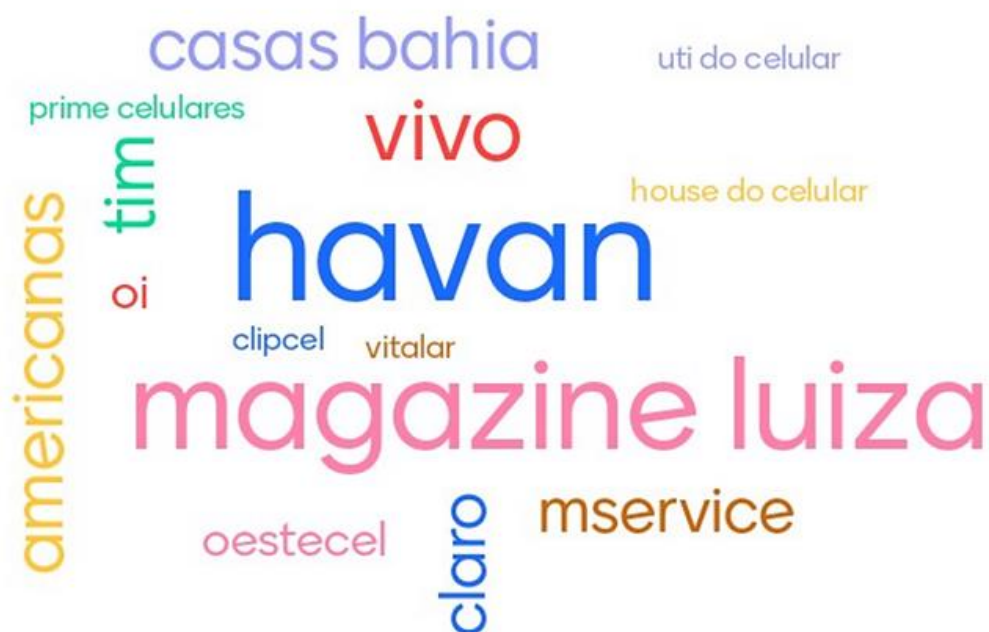 casas bahia
uti do celular
prime celulares
vivo
tim
house do celular
havan
americanas
oi
clipcel
vitalar
magazine luiza
mservice
claro
oestecel